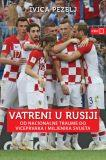 IVICA PEZELJ
VATRENI U RUSIJI
OD NACIONALNE TRAUME DO
VICEPRVAKA I MILJENIKA SVIJETA